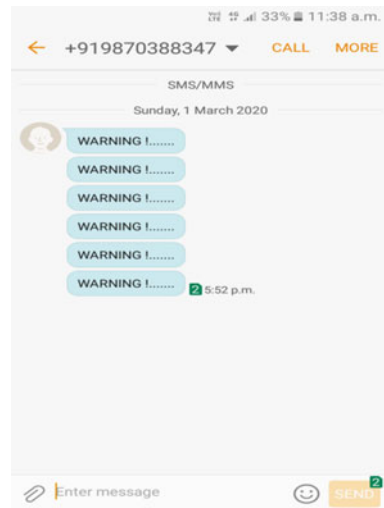 33% 11:38 a.m.
+919870388347 CALL MORE
SMS/MMS
Sunday, 1 March 2020
WARNING !.......
WARNING !.......
WARNING !.......
WARNING !.......
WARNING !.......
WARNING !.......
2 5:52 p.m.
Enter message SEND 2